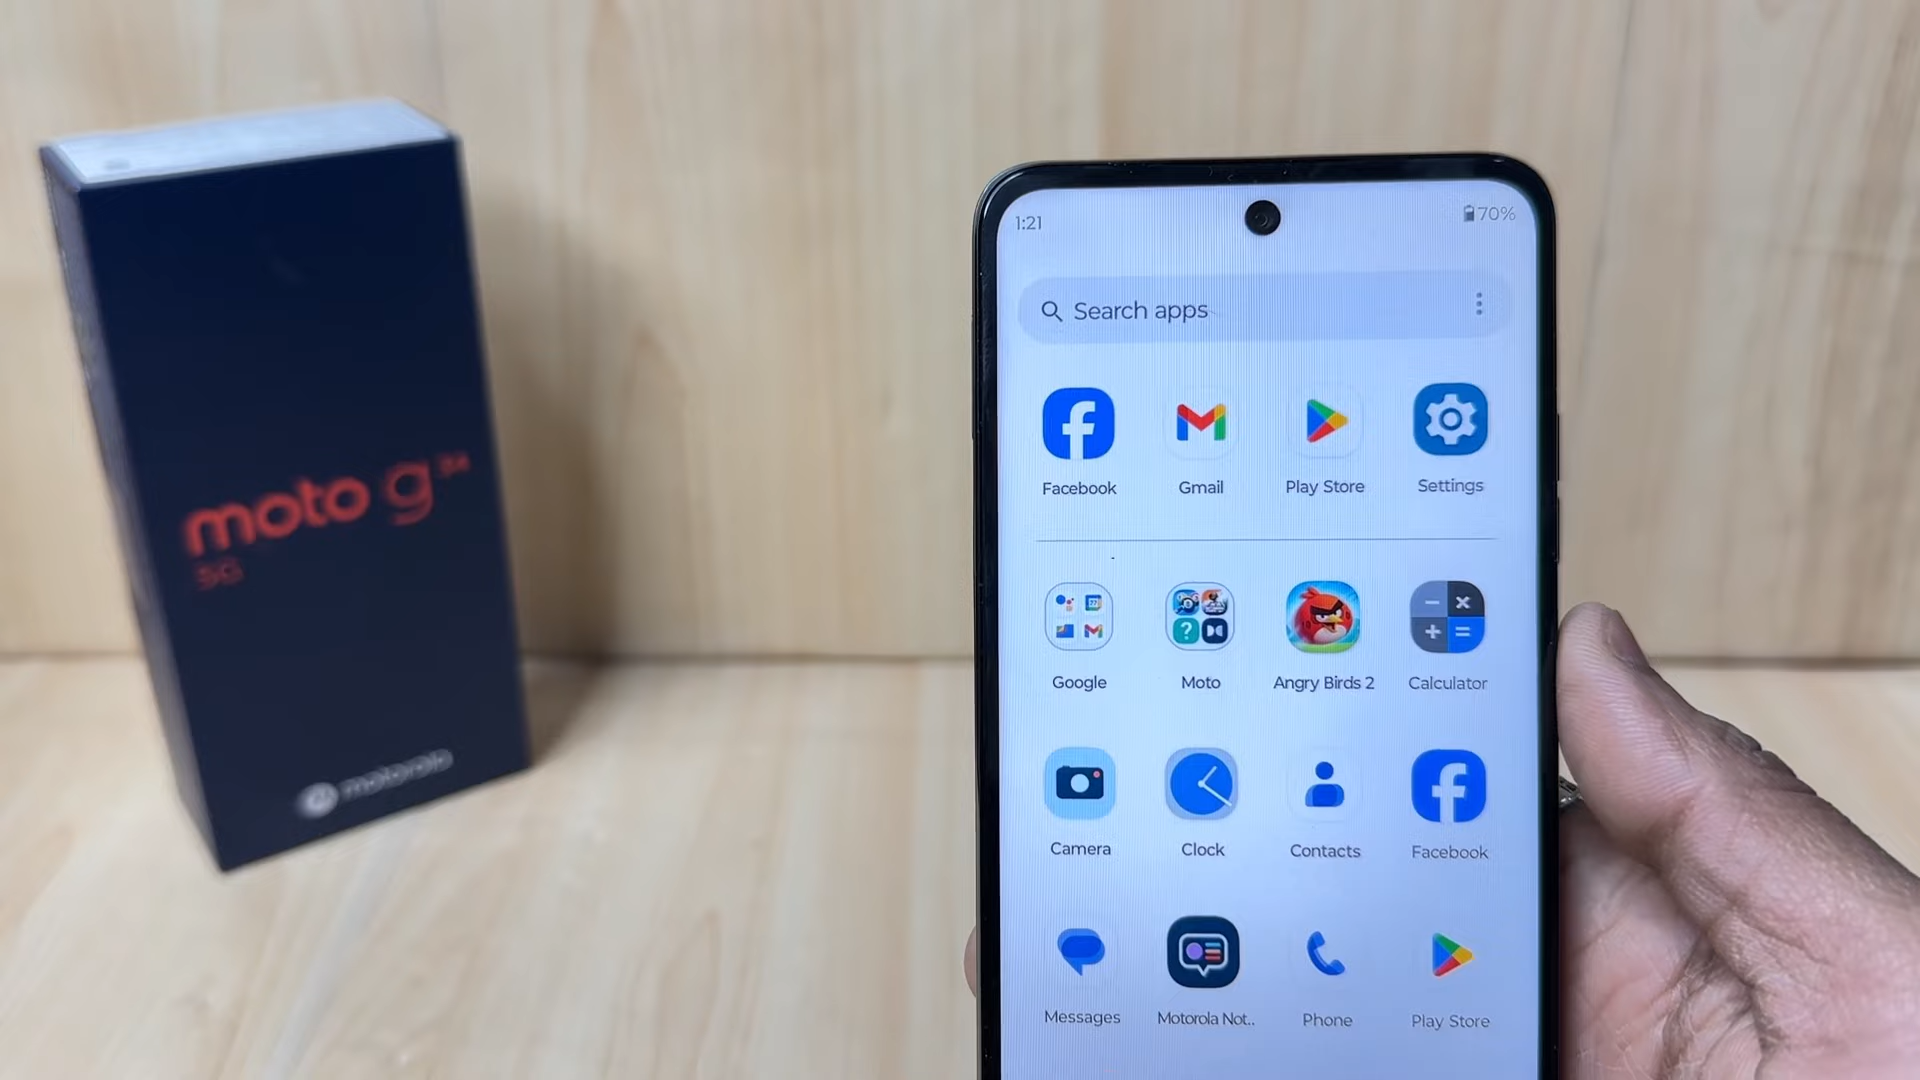 moto g 34
5G
motorola
1:21
70%
Search apps
Facebook
Gmail
Play Store
Settings
Google
Moto
Angry Birds 2
Calculator
Camera
Clock
Contacts
Facebook
Messages
Motorola Not..
Phone
Play Store